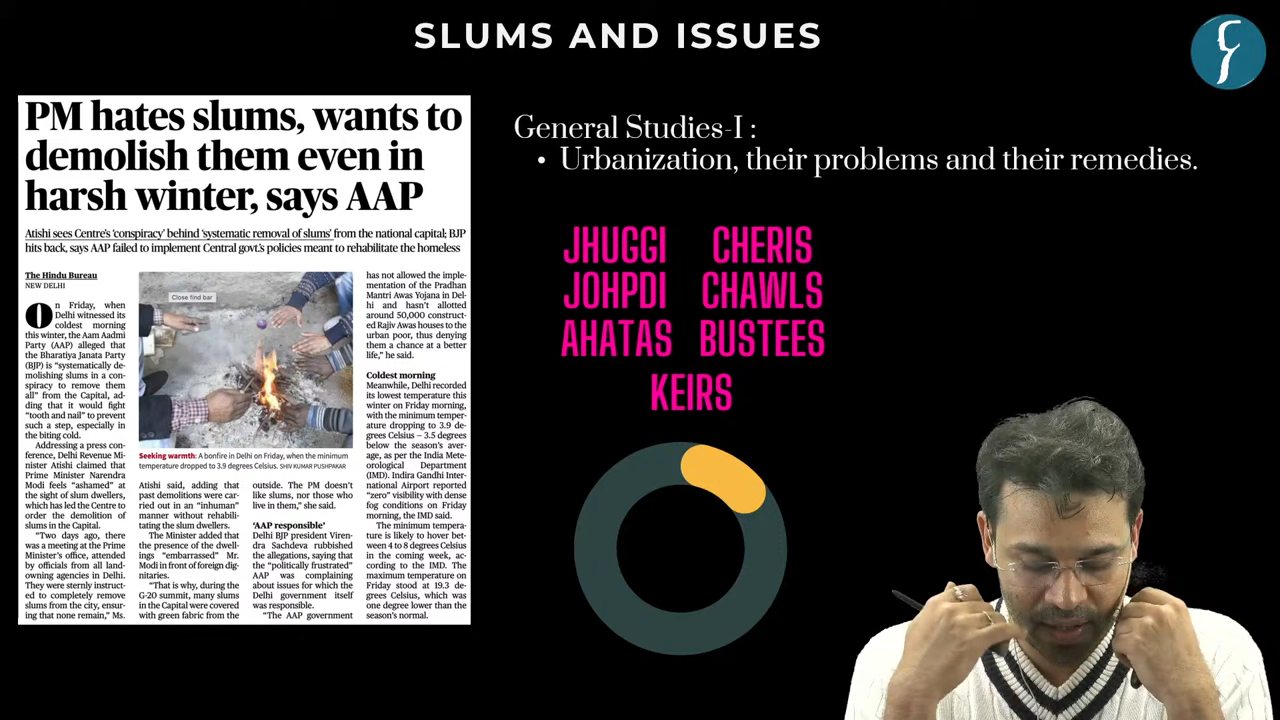 SLUMS AND ISSUES
PM hates slums, wants to
demolish them even in
harsh winter, says AAP
Atishi sees Centre's 'conspiracy' behind 'systematic removal of slums' from the national capital; BJP
hits back, says AAP failed to implement Central govt.'s policies meant to rehabilitate the homeless
The Hindu Bureau
NEW DELHI
On Friday, when
Delhi witnessed its
coldest morning
this winter, the Aam Aadmi
Party (AAP) alleged that
the Bharatiya Janata Party
(BJP) is "systematically de-
molishing slums in a con-
spiracy to remove them
all" from the Capital, ad-
ding that it would fight
"tooth and nail" to prevent
such a step, especially in
the biting cold.
Addressing a press con-
ference, Delhi Revenue Mi-
nister Atishi claimed that
Prime Minister Narendra
Modi feels "ashamed" at
the sight of slum dwellers,
which has led the Centre to
order the demolition of
slums in the Capital.
"Two days ago, there
was a meeting at the Prime
Minister's office, attended
by officials from all land-
owning agencies in Delhi.
They were sternly instruct-
ed to completely remove
slums from the city, ensur-
ing that none remain," Ms.
Close find bar
Seeking warmth: A bonfire in Delhi on Friday, when the minimum
temperature dropped to 3.9 degrees Celsius. SHIV KUMAR PUSHPAKAR
Atishi said, adding that
past demolitions were car-
ried out in an "inhuman"
manner without rehabili-
tating the slum dwellers.
The Minister added that
the presence of the dwell-
ings "embarrassed" Mr.
Modi in front of foreign dig-
nitaries.
"That is why, during the
G-20 summit, many slums
in the Capital were covered
with green fabric from the
outside. The PM doesn't
like slums, nor those who
live in them," she said.
'AAP responsible'
Delhi BJP president Viren-
dra Sachdeva rubbished
the allegations, saying that
the "politically frustrated"
AAP was complaining
about issues for which the
Delhi government itself
was responsible.
"The AAP government
has not allowed the imple-
mentation of the Pradhan
Mantri Awas Yojana in Del-
hi and hasn't allotted
around 50,000 construct-
ed Rajiv Awas houses to the
urban poor, thus denying
them a chance at a better
life," he said.
Coldest morning
Meanwhile, Delhi recorded
its lowest temperature this
winter on Friday morning,
with the minimum temper-
ature dropping to 3.9 de-
grees Celsius – 3.5 degrees
below the season's aver-
age, as per the India Mete-
orological Department
(IMD). Indira Gandhi Inter-
national Airport reported
"zero" visibility with dense
fog conditions on Friday
morning, the IMD said.
The minimum tempera-
ture is likely to hover bet-
ween 4 to 8 degrees Celsius
in the coming week, ac-
cording to the IMD. The
maximum temperature on
Friday stood at 19.3 de-
grees Celsius, which was
one degree lower than the
season's normal.
General Studies-I :
• Urbanization, their problems and their remedies.
JHUGGI CHERIS
JOHPDI CHAWLS
AHATAS BUSTEES
KEIRS